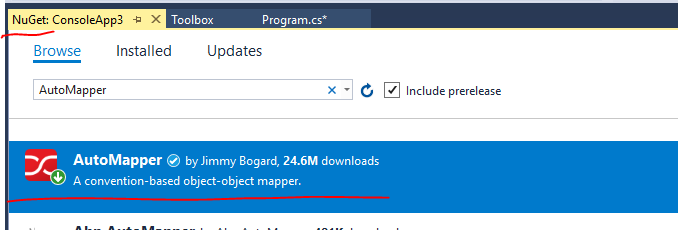 NuGet: ConsoleApp3 Toolbox Program.cs*
Browse Installed Updates
AutoMapper Include prerelease
AutoMapper by Jimmy Bogard, 24.6M downloads
A convention-based object-object mapper.